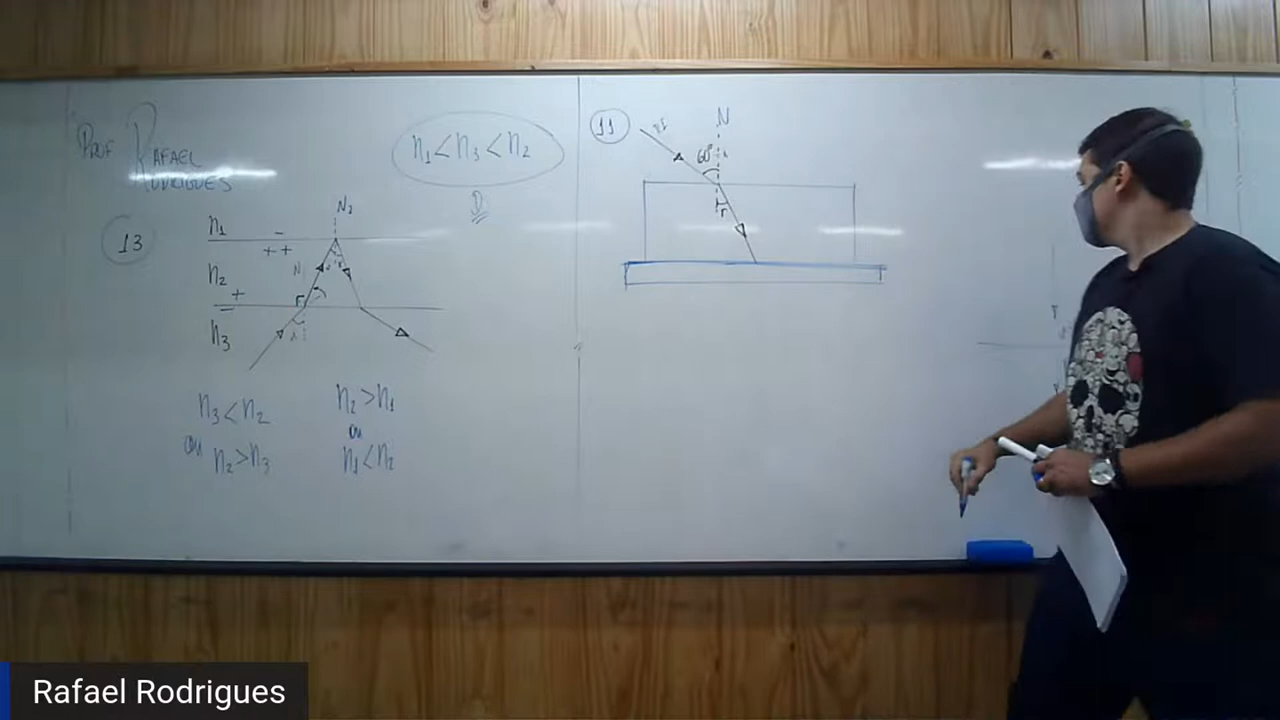 PROF RAFAEL
RODRIGUES
n₁ < n₃ < n₂
D
13
N₂
n₁
-
++
n₂
N
+
r
-
n₃
i
n₃ < n₂
ou
n₂ > n₃
n₂ > n₁
ou
n₁ < n₂
11
N
60°
r
Rafael Rodrigues